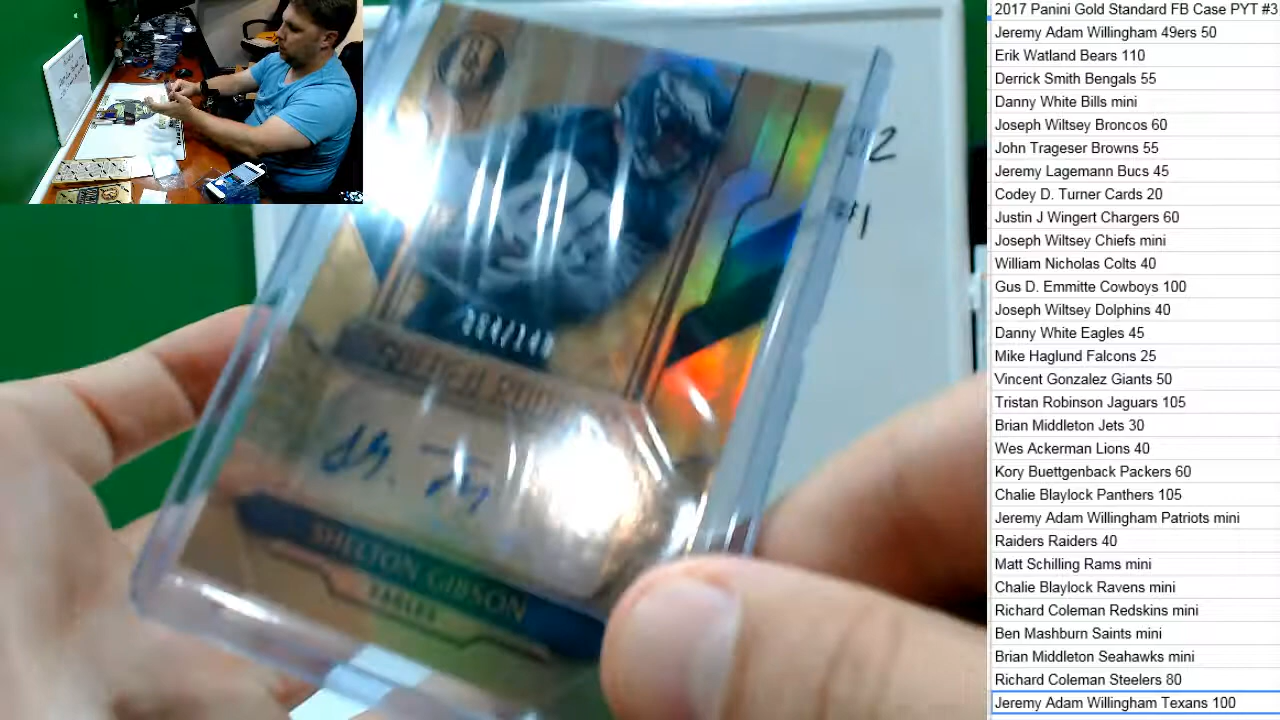 2017 Panini Gold Standard FB Case PYT #3
Jeremy Adam Willingham 49ers 50
Erik Watland Bears 110
Derrick Smith Bengals 55
Danny White Bills mini
Joseph Wiltsey Broncos 60
John Trageser Browns 55
Jeremy Lagemann Bucs 45
Codey D. Turner Cards 20
Justin J Wingert Chargers 60
Joseph Wiltsey Chiefs mini
William Nicholas Colts 40
Gus D. Emmitte Cowboys 100
Joseph Wiltsey Dolphins 40
Danny White Eagles 45
Mike Haglund Falcons 25
Vincent Gonzalez Giants 50
Tristan Robinson Jaguars 105
Brian Middleton Jets 30
Wes Ackerman Lions 40
Kory Buettgenback Packers 60
Chalie Blaylock Panthers 105
Jeremy Adam Willingham Patriots mini
Raiders Raiders 40
Matt Schilling Rams mini
Chalie Blaylock Ravens mini
Richard Coleman Redskins mini
Ben Mashburn Saints mini
Brian Middleton Seahawks mini
Richard Coleman Steelers 80
Jeremy Adam Willingham Texans 100
2
#1
SHELTON GIBSON
EAGLES